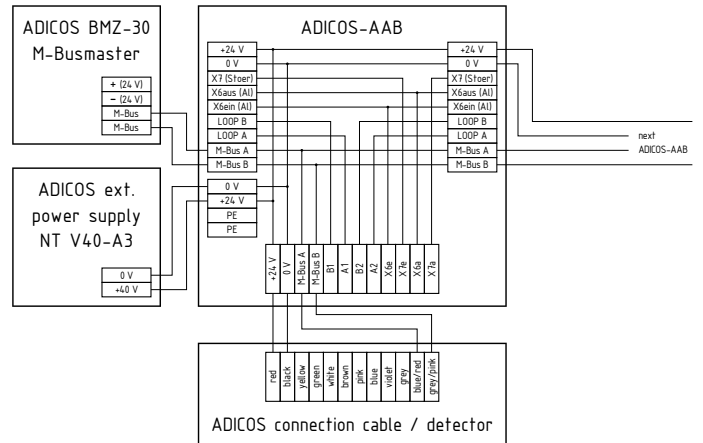 ADICOS BMZ-30
M-Busmaster
+ (24 V)
– (24 V)
M-Bus
M-Bus
ADICOS ext.
power supply
NT V40-A3
0 V
+40 V
ADICOS-AAB
+24 V
0 V
X7 (Stoer)
X6aus (Al)
X6ein (Al)
LOOP B
LOOP A
M-Bus A
M-Bus B
0 V
+24 V
PE
PE
+24 V
0 V
X7 (Stoer)
X6aus (Al)
X6ein (Al)
LOOP B
LOOP A
M-Bus A
M-Bus B
next
ADICOS-AAB
+24 V
0 V
M-Bus A
M-Bus B
B1
A1
B2
A2
X6e
X7e
X6a
X7a
red
black
yellow
green
white
brown
pink
blue
violet
grey
blue/red
grey/pink
ADICOS connection cable / detector